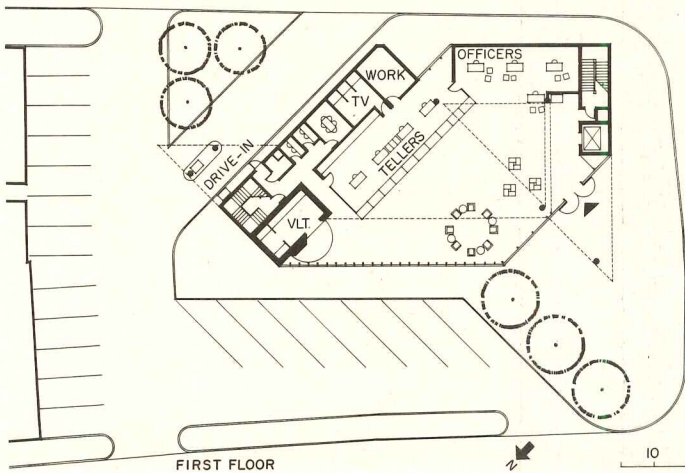 OFFICERS
WORK
TV
DRIVE-IN
TELLERS
VLT.
FIRST FLOOR
N
10